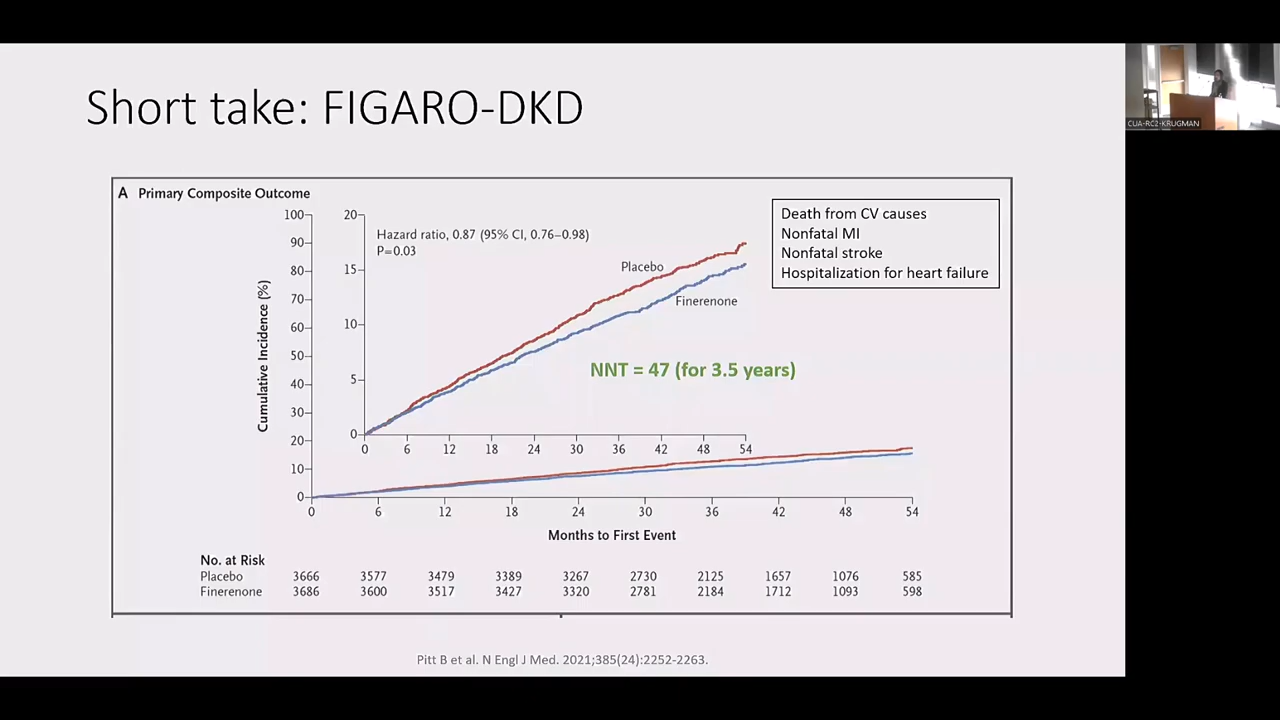 Short take: FIGARO-DKD
CUA-RC2-KRUGMAN
A Primary Composite Outcome
Death from CV causes
Nonfatal MI
Nonfatal stroke
Hospitalization for heart failure
Cumulative Incidence (%)
100
90
80
70
60
50
40
30
20
10
0
20
15
10
5
0
Hazard ratio, 0.87 (95% CI, 0.76–0.98)
P=0.03
Placebo
Finerenone
NNT = 47 (for 3.5 years)
0 6 12 18 24 30 36 42 48 54
0 6 12 18 24 30 36 42 48 54
Months to First Event
No. at Risk
Placebo 3666 3577 3479 3389 3267 2730 2125 1657 1076 585
Finerenone 3686 3600 3517 3427 3320 2781 2184 1712 1093 598
Pitt B et al. N Engl J Med. 2021;385(24):2252-2263.